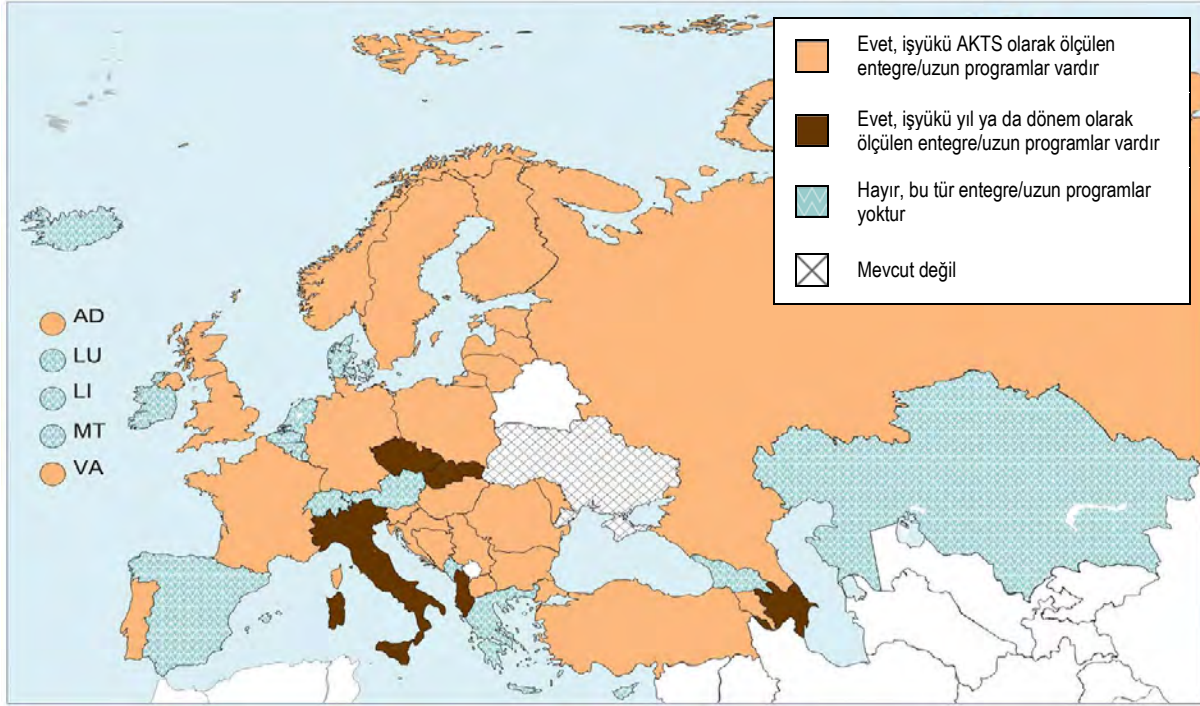 Evet, işyükü AKTS olarak ölçülen
entegre/uzun programlar vardır
Evet, işyükü yıl ya da dönem olarak
ölçülen entegre/uzun programlar vardır
Hayır, bu tür entegre/uzun programlar
yoktur
Mevcut değil
AD
LU
LI
MT
VA